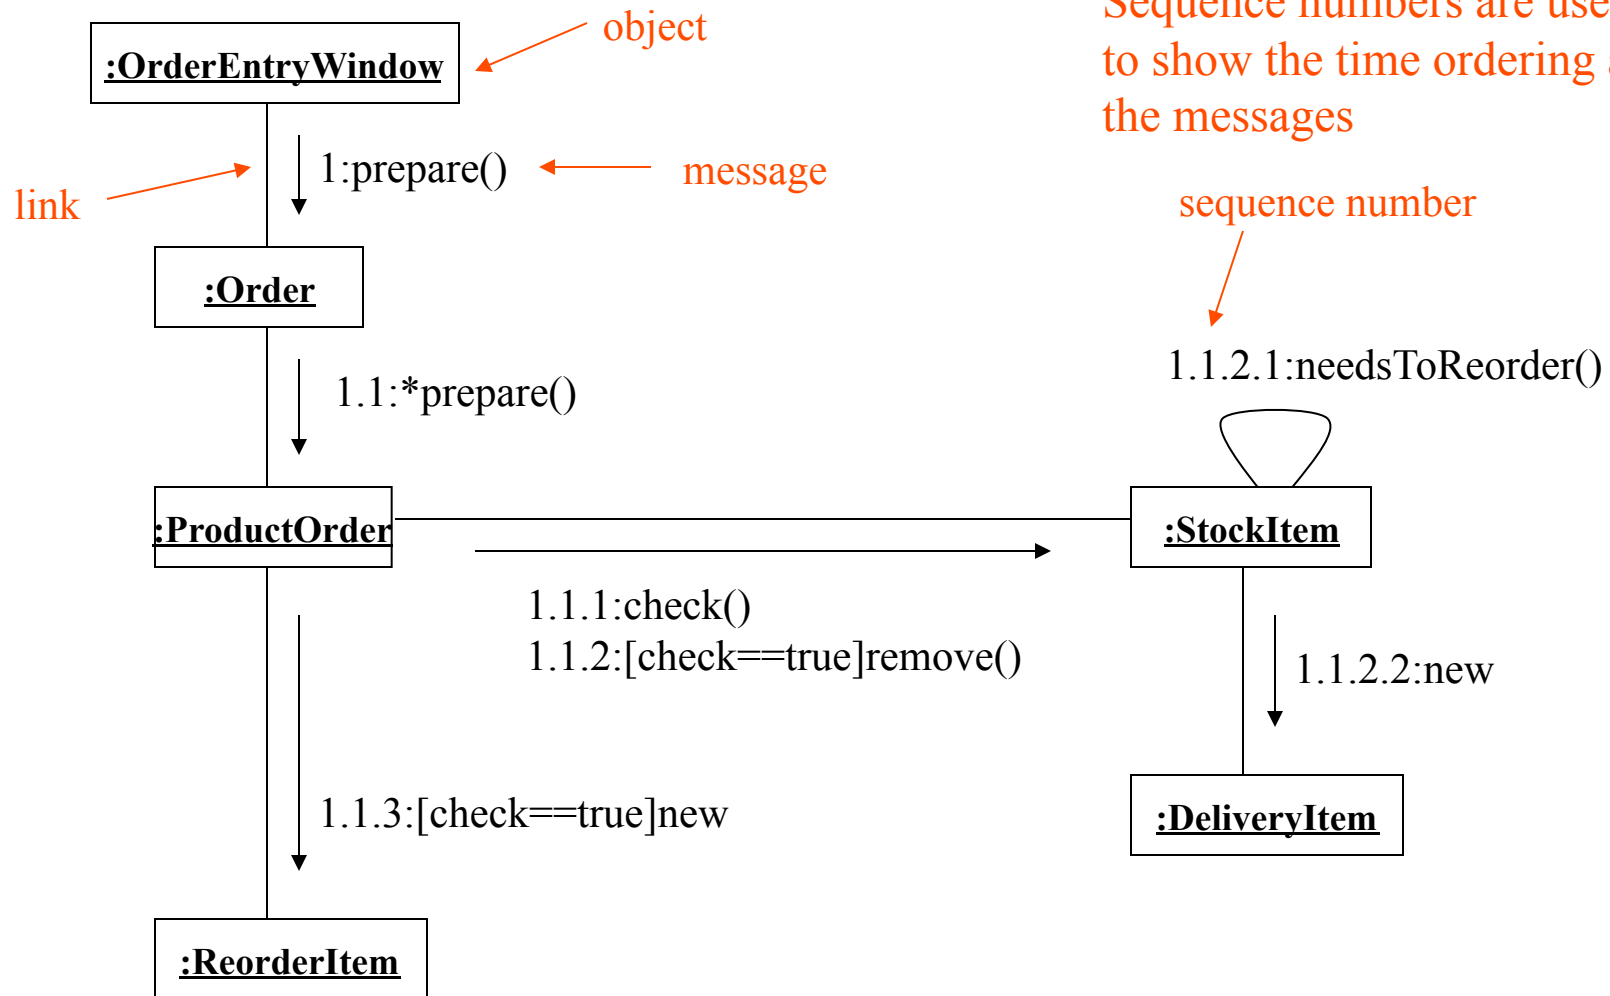 Sequence numbers are use
to show the time ordering
the messages
object
:OrderEntryWindow
1:prepare()
message
link
sequence number
:Order
1.1:*prepare()
1.1.2.1:needsToReorder()
:ProductOrder
:StockItem
1.1.1:check()
1.1.2:[check==true]remove()
1.1.2.2:new
1.1.3:[check==true]new
:DeliveryItem
:ReorderItem